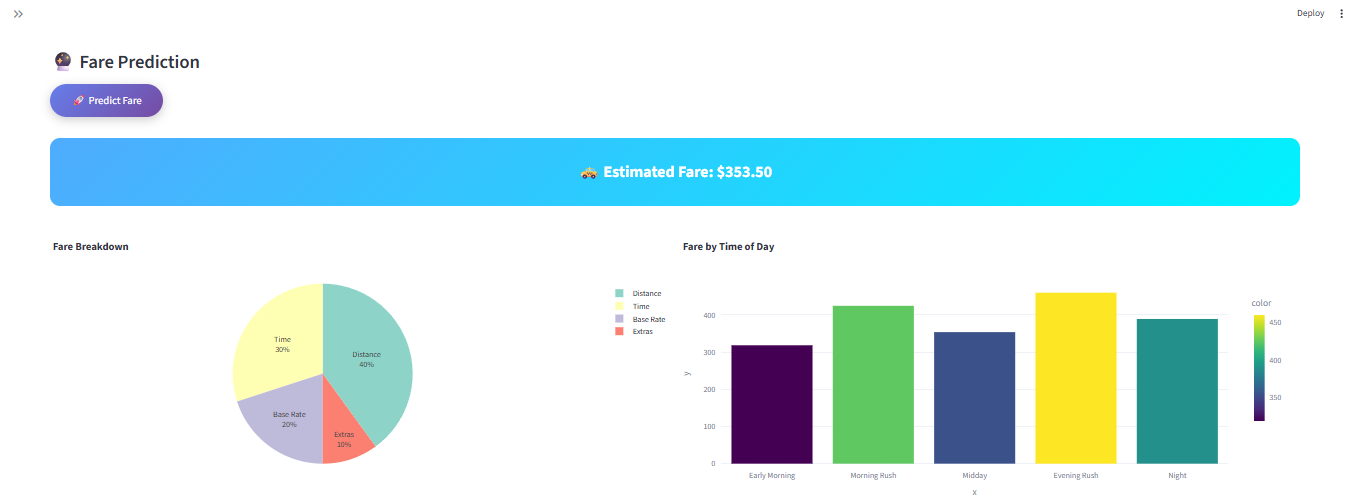 Deploy
Fare Prediction
Predict Fare
Estimated Fare: $353.50
Fare Breakdown
Time
30%
Distance
40%
Base Rate
20%
Extras
10%
Distance
Time
Base Rate
Extras
Fare by Time of Day
y
400
300
200
100
0
Early Morning
Morning Rush
Midday
Evening Rush
Night
x
color
450
400
350